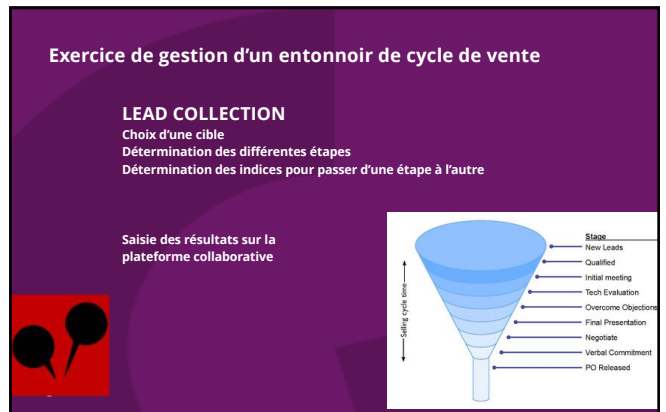 Exercice de gestion d’un entonnoir de cycle de vente
LEAD COLLECTION
Choix d’une cible
Détermination des différentes étapes
Détermination des indices pour passer d’une étape à l’autre
Saisie des résultats sur la
plateforme collaborative
Stage
New Leads
Qualified
Initial meeting
Tech Evaluation
Overcome Objections
Final Presentation
Negotiate
Verbal Commitment
PO Released
Selling cycle time